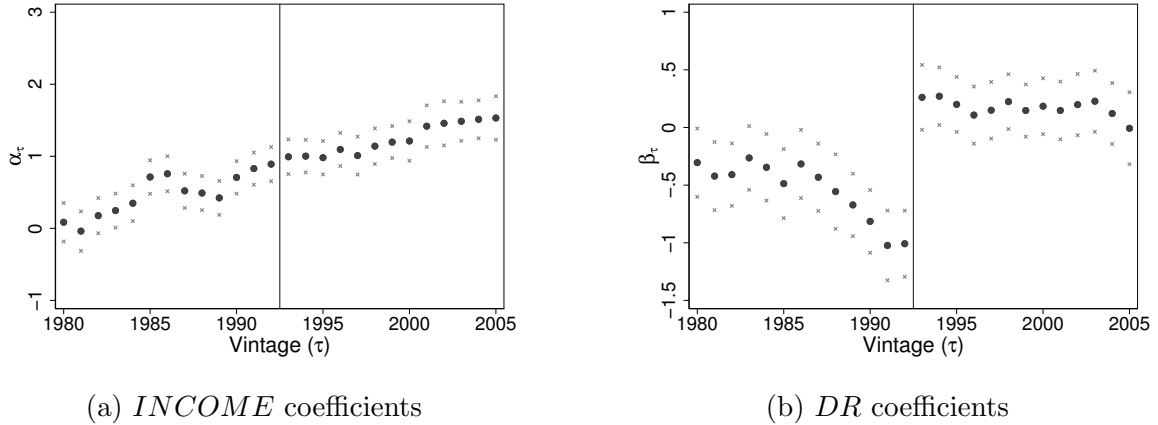 3
2
1
0
−1
α_τ
1980 1985 1990 1995 2000 2005
Vintage (τ)
(a) INCOME coefficients
1
.5
0
−.5
−1
−1.5
β_τ
1980 1985 1990 1995 2000 2005
Vintage (τ)
(b) DR coefficients